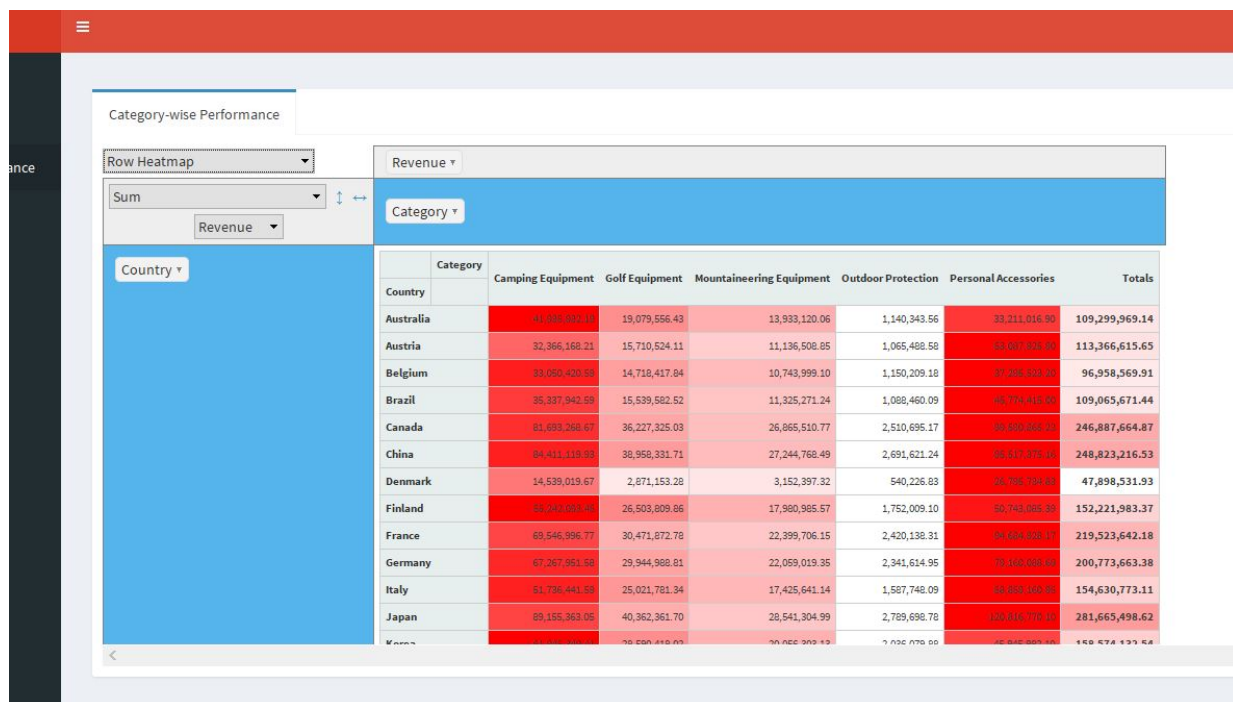 ance
Category-wise Performance
Row Heatmap
Revenue
Sum
Revenue
Category
Country
Category
Camping Equipment Golf Equipment Mountaineering Equipment Outdoor Protection Personal Accessories Totals
Country
Australia 19,079,556.43 13,933,120.06 1,140,343.56 33,211,016.90 109,299,969.14
Austria 32,366,168.21 15,710,524.11 11,136,508.85 1,065,488.58 113,366,615.65
Belgium 33,050,420.59 14,718,417.84 10,743,999.10 1,150,209.18 96,958,569.91
Brazil 35,337,942.59 15,539,582.52 11,325,271.24 1,088,460.09 109,065,671.44
Canada 81,693,268.67 36,227,325.03 26,865,510.77 2,510,695.17 246,887,664.87
China 84,411,119.93 38,958,331.71 27,244,768.49 2,691,621.24 248,823,216.53
Denmark 14,539,019.67 2,871,153.28 3,152,397.32 540,226.83 47,898,531.93
Finland 26,503,809.86 17,980,985.57 1,752,009.10 50,743,085.39 152,221,983.37
France 69,546,996.77 30,471,872.78 22,399,706.15 2,420,138.31 219,523,642.18
Germany 67,267,951.58 29,944,988.81 22,059,019.35 2,341,614.95 200,773,663.38
Italy 51,736,441.59 25,021,781.34 17,425,641.14 1,587,748.09 154,630,773.11
Japan 89,155,363.05 40,362,361.70 28,541,304.99 2,789,698.78 281,665,498.62
Korea